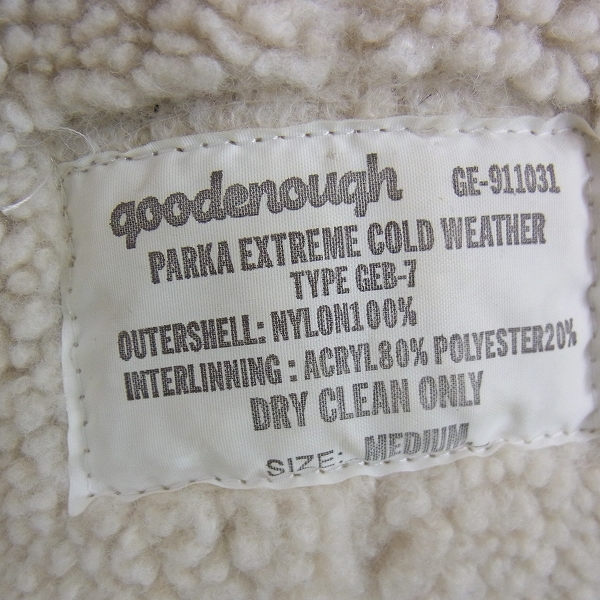 goodenough GE-911031
PARKA EXTREME COLD WEATHER
TYPE GEB-7
OUTERSHELL: NYLON100%
INTERLINNING : ACRYL80% POLYESTER20%
DRY CLEAN ONLY
SIZE: MEDIUM